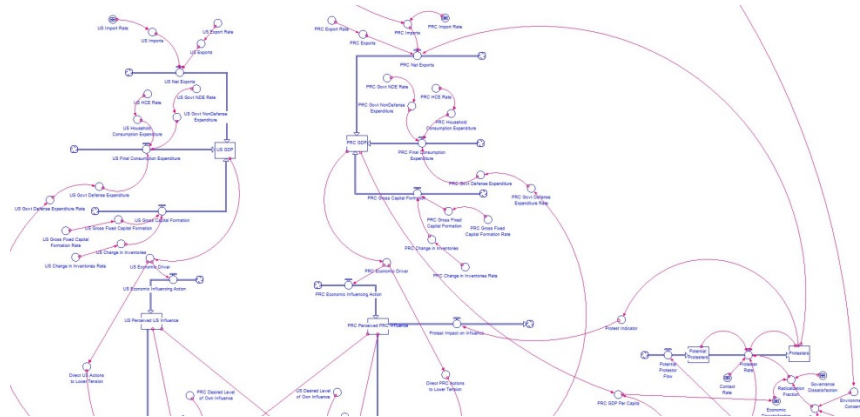 US Import Rate
US Imports
US Export Rate
US Exports
US Net Exports
US HCE Rate
US Govt NDE Rate
US Govt NonDefense
Expenditure
US Household
Consumption Expenditure
US Final Consumption Expenditure
US GDP
US Govt Defense Expenditure
US Govt Defense Expenditure Rate
US Gross Capital Formation
US Gross Fixed Capital Formation
US Gross Fixed Capital
Formation Rate
US Change in Inventories
US Change in Inventories Rate
US Economic Driver
US Economic Influencing Action
US Perceived US Influence
Direct US Actions
to Lower Tension
PRC Desired Level
of Own Influence
PRC Export Rate
PRC Exports
PRC Imports
PRC Import Rate
PRC Net Exports
PRC Govt NDE Rate
PRC HCE Rate
PRC Govt NonDefense
Expenditure
PRC Household
Consumption Expenditure
PRC GDP
PRC Final Consumption
Expenditure
PRC Govt Defense Expenditure
PRC Govt Defense
Expenditure Rate
PRC Gross Capital Formation
PRC Gross Fixed
Capital Formation
PRC Gross Fixed
Capital Formation Rate
PRC Change in Inventories
PRC Change in Inventories Rate
PRC Economic Driver
PRC Economic Influencing Action
PRC Perceived PRC Influence
Protest Impact on Influence
US Desired Level
of Own Influence
Direct PRC Actions
to Lower Tension
Protest Indicator
Potential
Protesters
Protesters
Potential
Protestor
Flow
Protester
Rate
Contact
Rate
Radicalization
Fraction
Governance
Dissatisfaction
Economic
PRC GDP Per Capita